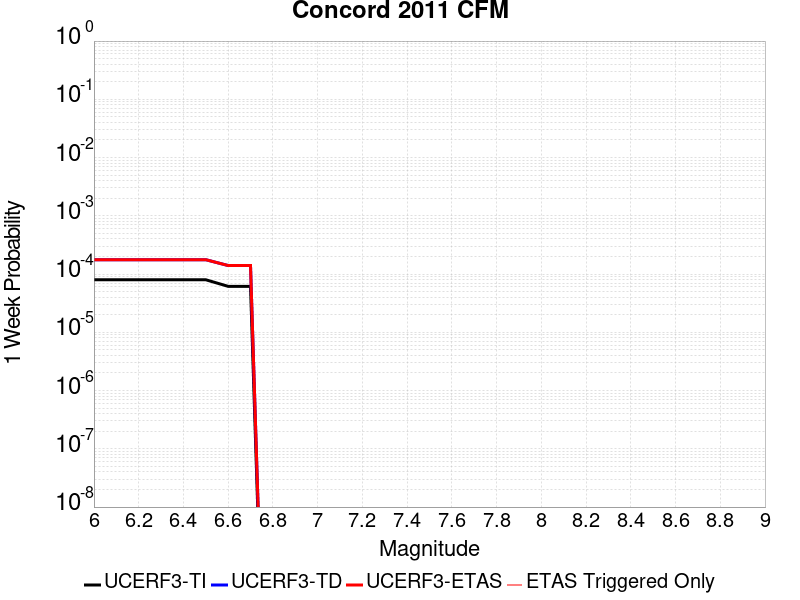 Concord 2011 CFM
1 Week Probability
10^0
10^-1
10^-2
10^-3
10^-4
10^-5
10^-6
10^-7
10^-8
6 6.2 6.4 6.6 6.8 7 7.2 7.4 7.6 7.8 8 8.2 8.4 8.6 8.8 9
Magnitude
UCERF3-TI UCERF3-TD UCERF3-ETAS ETAS Triggered Only